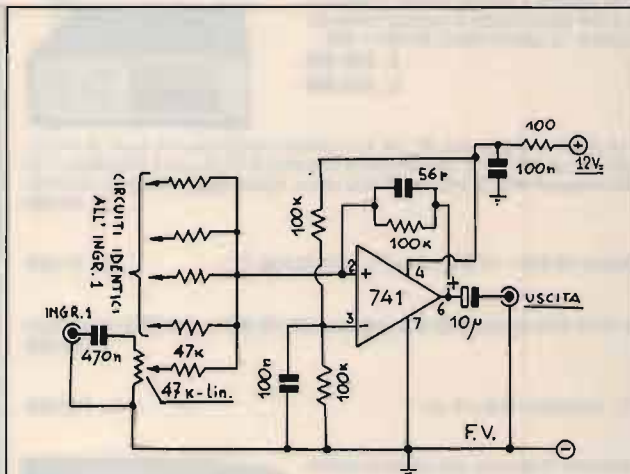 100
+
12V=
100n
56p
100k
100k
CIRCUITI IDENTICI
ALL' INGR. 1
2
+
4
741
3
-
6
7
+
10µ
USCITA
INGR.1
470n
47k
47k-lin.
100n
100k
F.V.
-